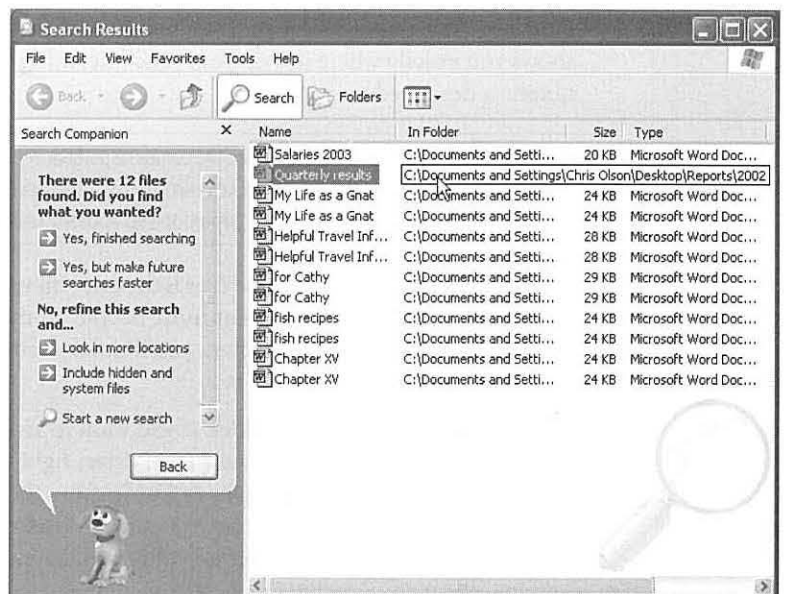 Search Results
File Edit View Favorites Tools Help
Back Search Folders
Search Companion
There were 12 files
found. Did you find
what you wanted?
Yes, finished searching
Yes, but make future
searches faster
No, refine this search
and...
Look in more locations
Include hidden and
system files
Start a new search
Back
Name In Folder Size Type
Salaries 2003 C:\Documents and Setti... 20 KB Microsoft Word Doc...
Quarterly results C:\Documents and Settings\Chris Olson\Desktop\Reports\2002
My Life as a Gnat C:\Documents and Setti... 24 KB Microsoft Word Doc...
My Life as a Gnat C:\Documents and Setti... 24 KB Microsoft Word Doc...
Helpful Travel Inf... C:\Documents and Setti... 28 KB Microsoft Word Doc...
Helpful Travel Inf... C:\Documents and Setti... 28 KB Microsoft Word Doc...
for Cathy C:\Documents and Setti... 29 KB Microsoft Word Doc...
for Cathy C:\Documents and Setti... 29 KB Microsoft Word Doc...
fish recipes C:\Documents and Setti... 24 KB Microsoft Word Doc...
fish recipes C:\Documents and Setti... 24 KB Microsoft Word Doc...
Chapter XV C:\Documents and Setti... 24 KB Microsoft Word Doc...
Chapter XV C:\Documents and Setti... 24 KB Microsoft Word Doc...